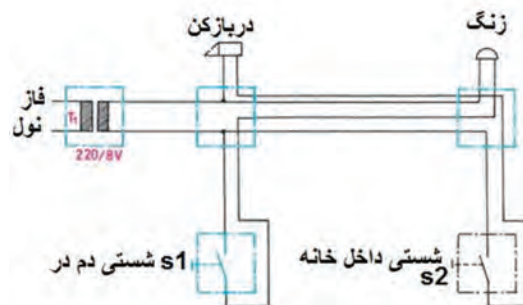 دربازکن
زنگ
فاز
نول
T₁
220/8V
s1 شستی دم در
شستی داخل خانه
s2